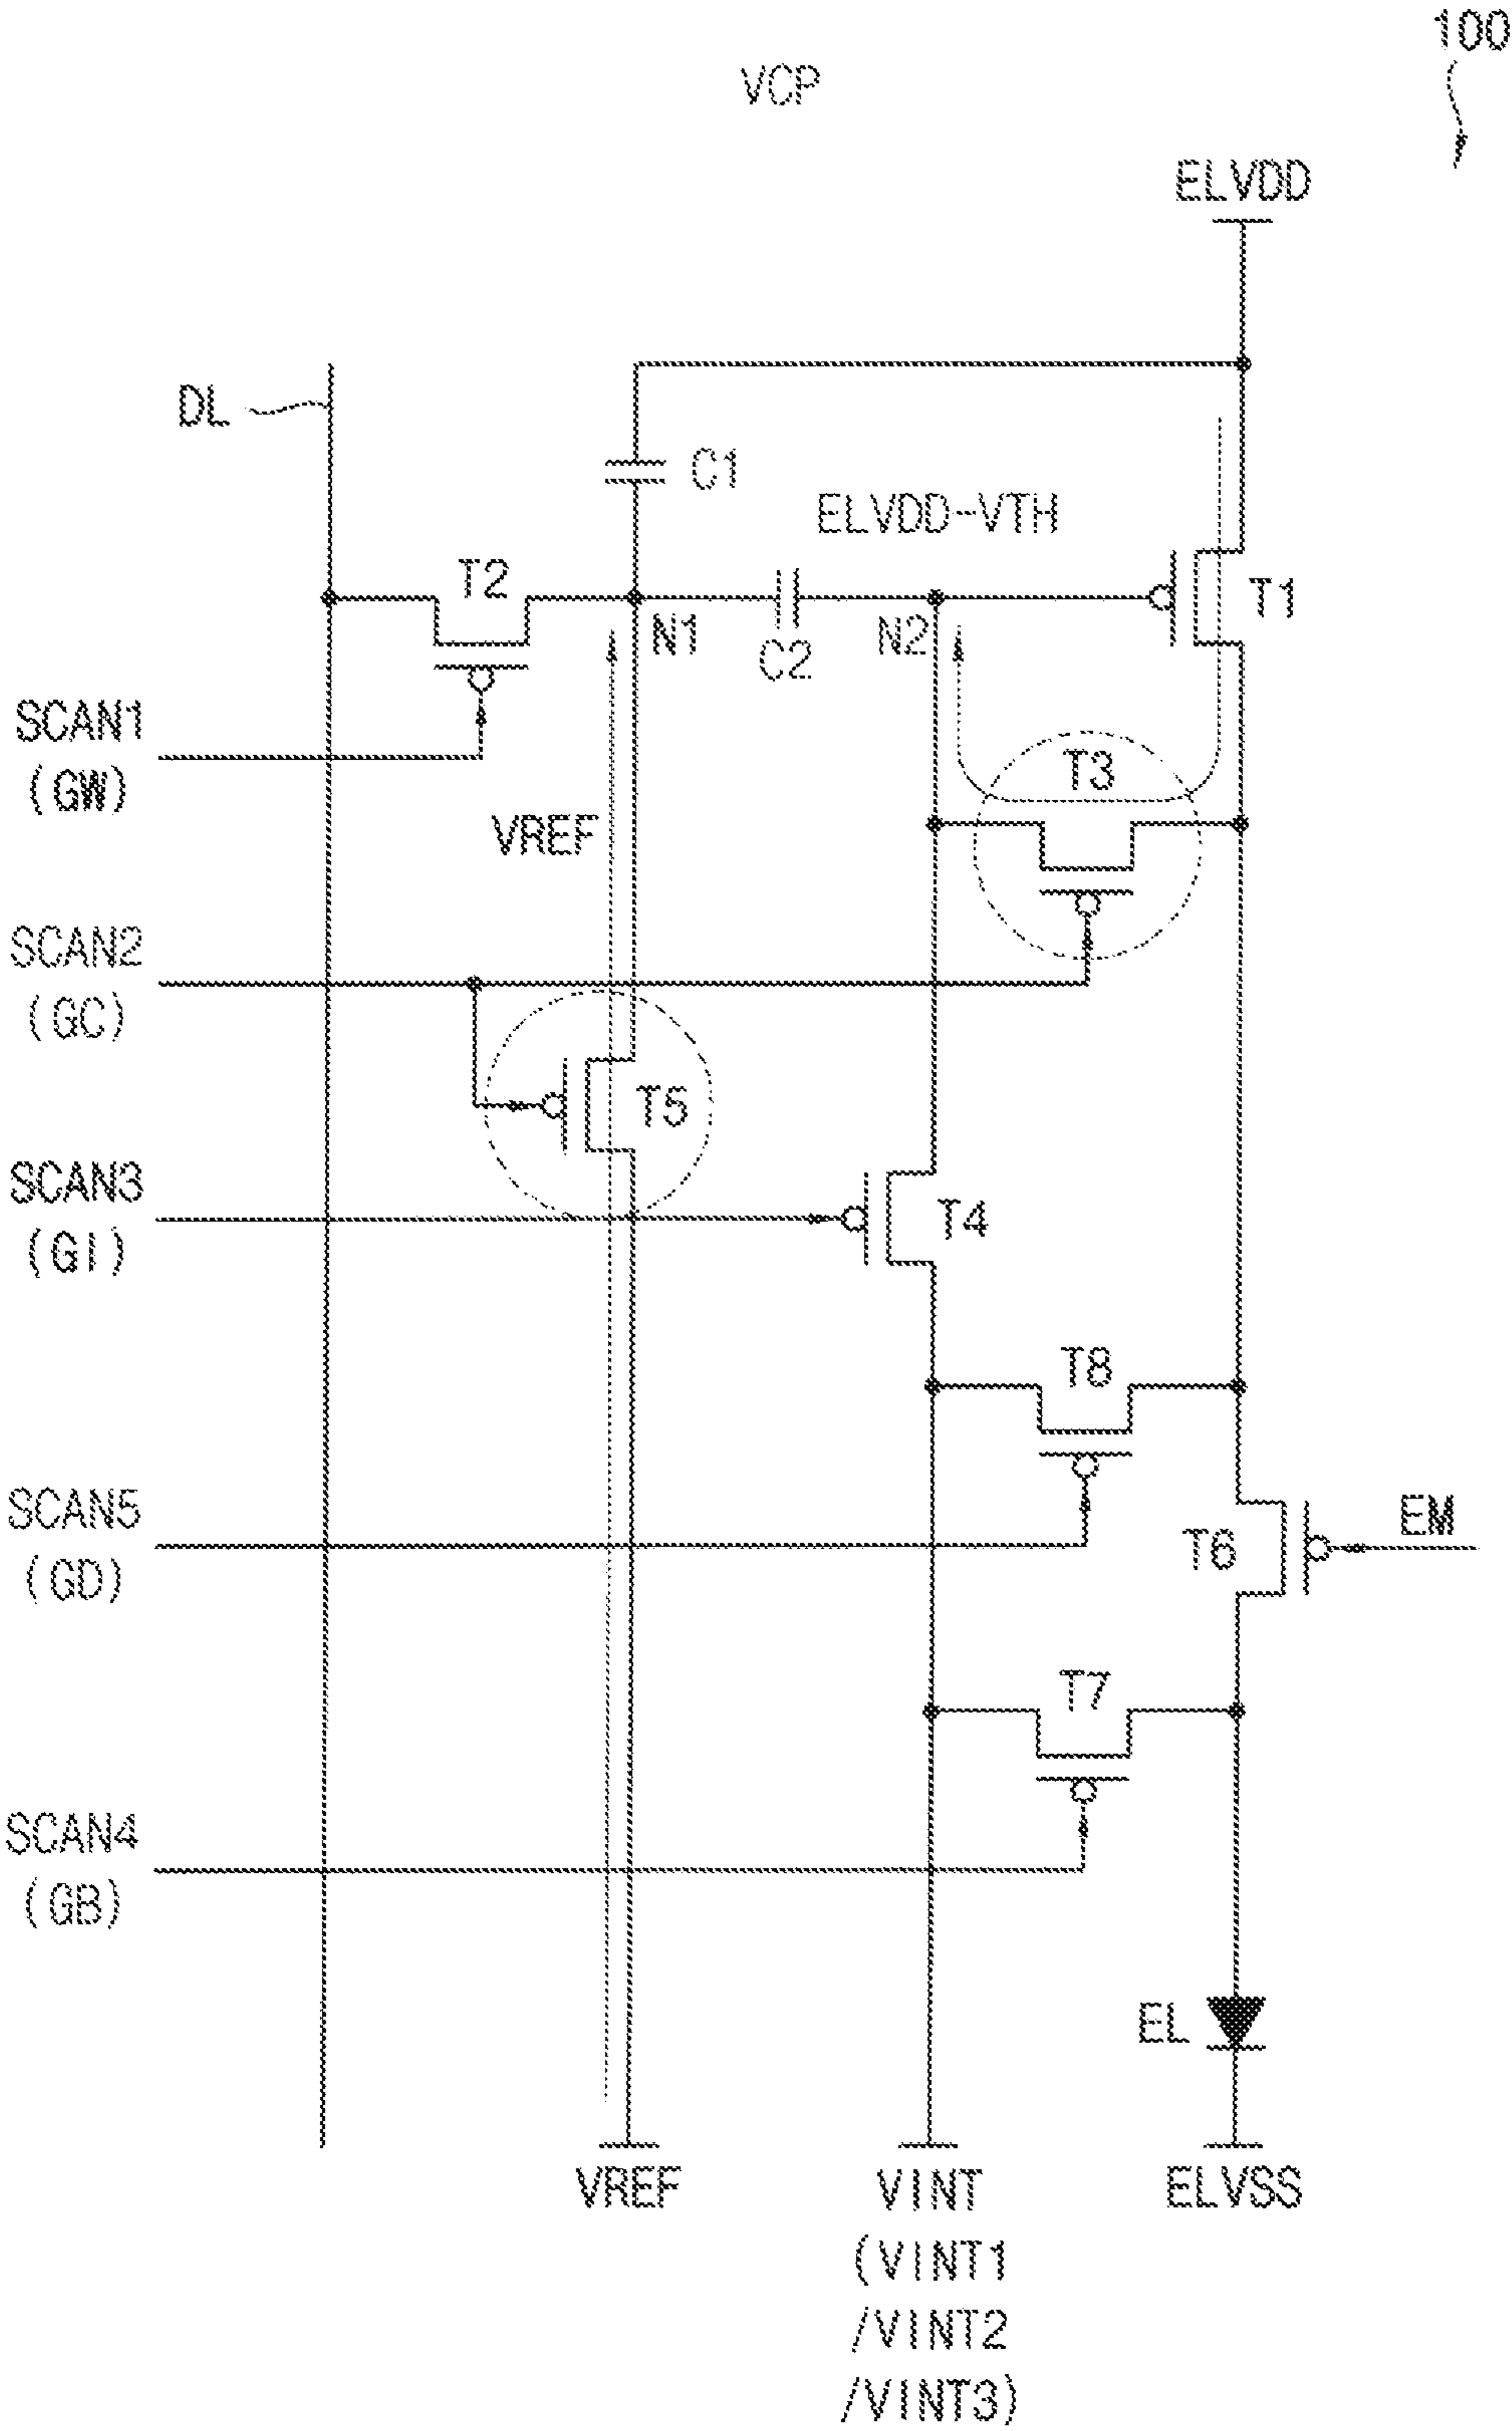 100
VCP
ELVDD
DL
C1
ELVDD-VTH
T2
T1
N1
C2
N2
SCAN1
(GW)
T3
VREF
SCAN2
(GC)
T5
SCAN3
(GI)
T4
T8
SCAN5
(GD)
EM
T6
T7
SCAN4
(GB)
EL
VREF
VINT
(VINT1
/VINT2
/VINT3)
ELVSS